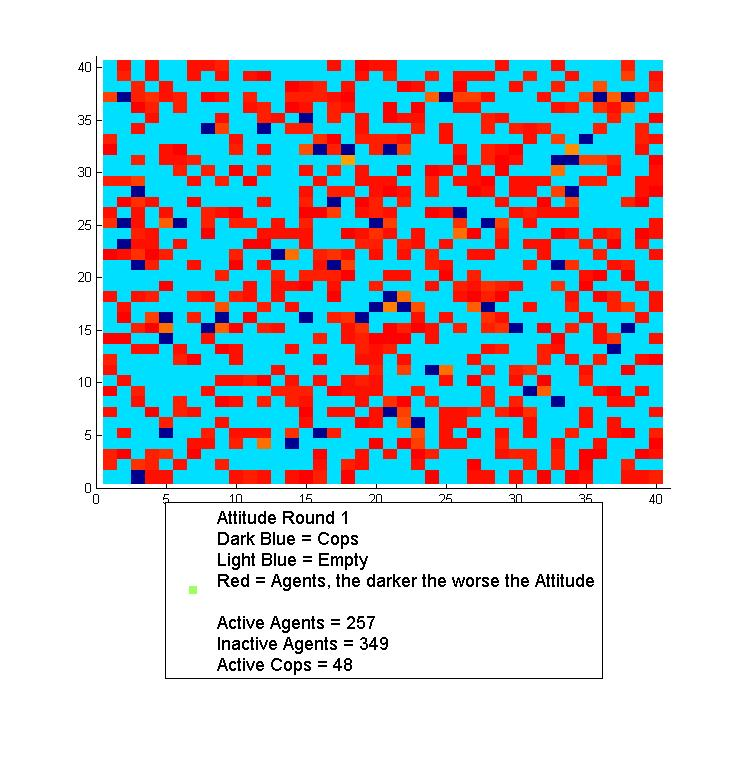 40
35
30
25
20
15
10
5
0
0 5 10 15 20 25 30 35 40
Attitude Round 1
Dark Blue = Cops
Light Blue = Empty
Red = Agents, the darker the worse the Attitude
Active Agents = 257
Inactive Agents = 349
Active Cops = 48